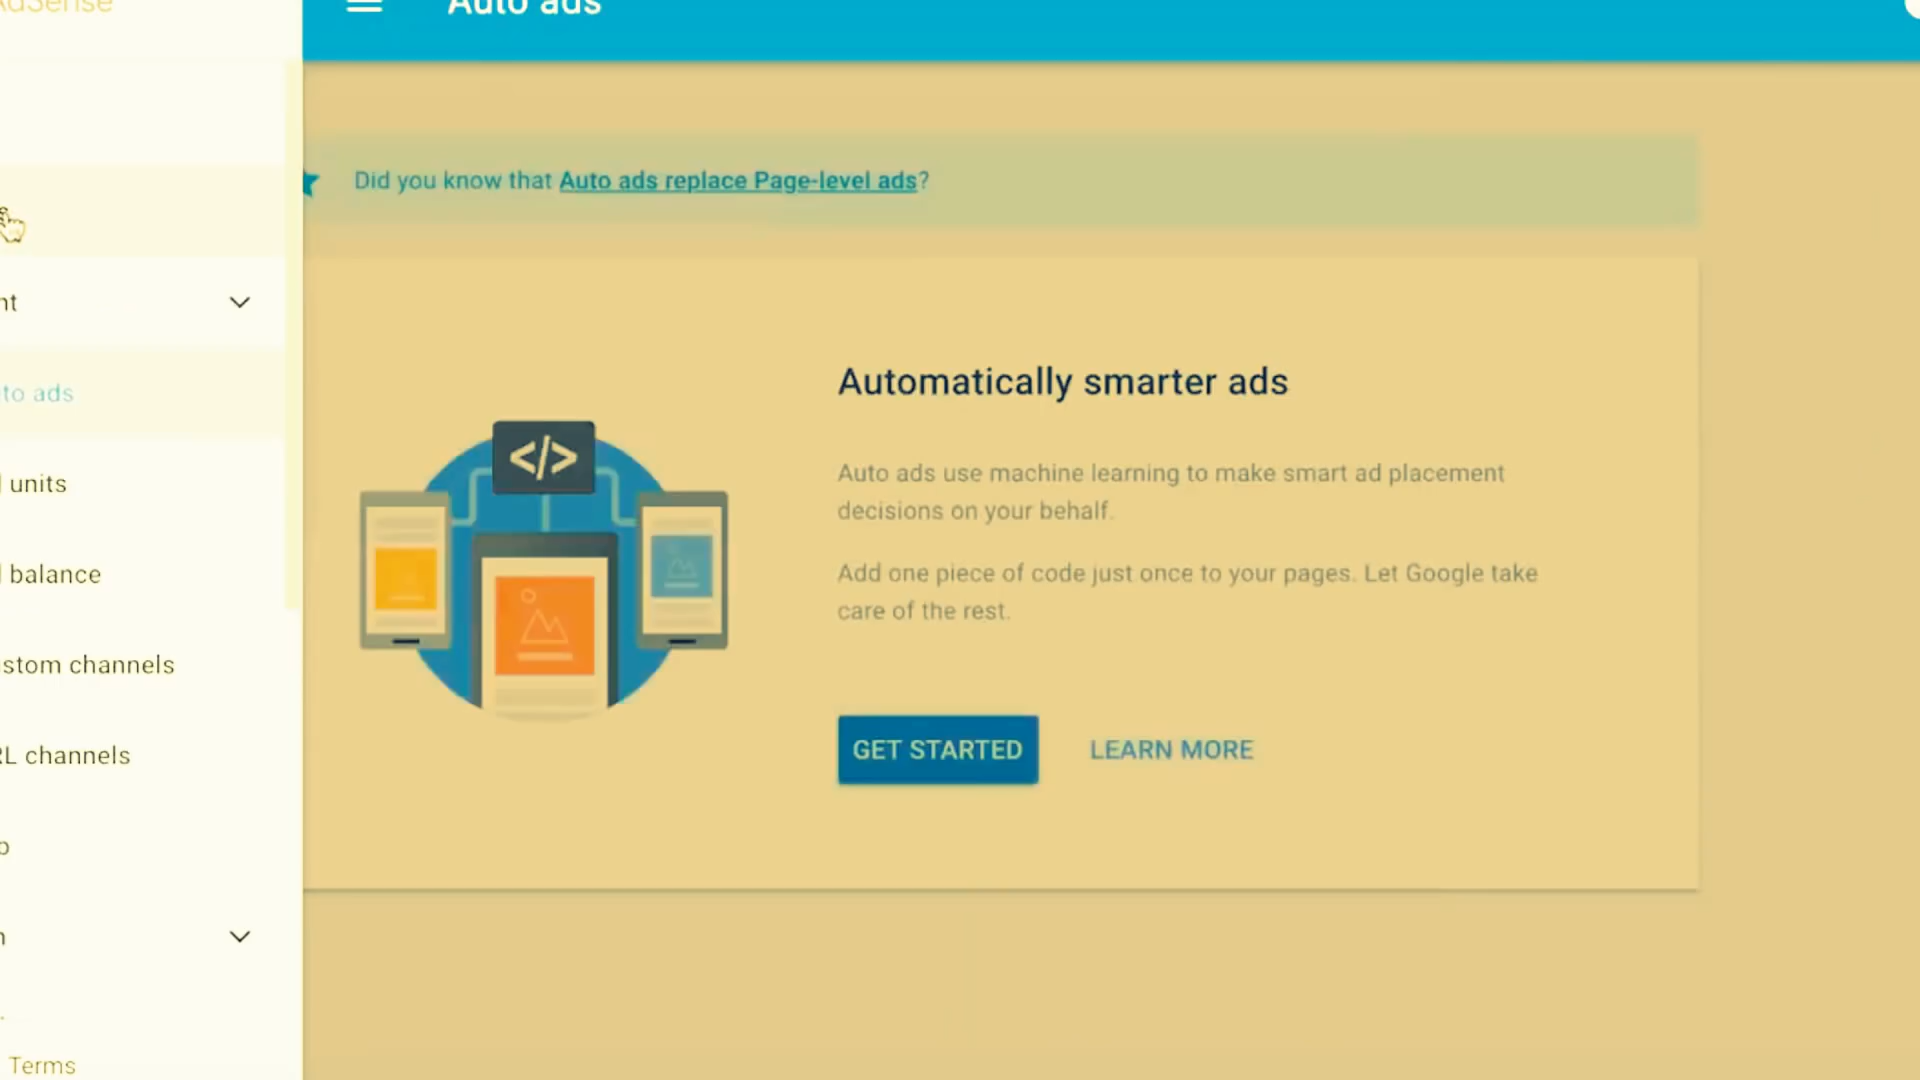 AdSense
Auto ads
Did you know that Auto ads replace Page-level ads?
nt
to ads
units
balance
stom channels
RL channels
Automatically smarter ads
Auto ads use machine learning to make smart ad placement
decisions on your behalf.
Add one piece of code just once to your pages. Let Google take
care of the rest.
</>
GET STARTED
LEARN MORE
Terms